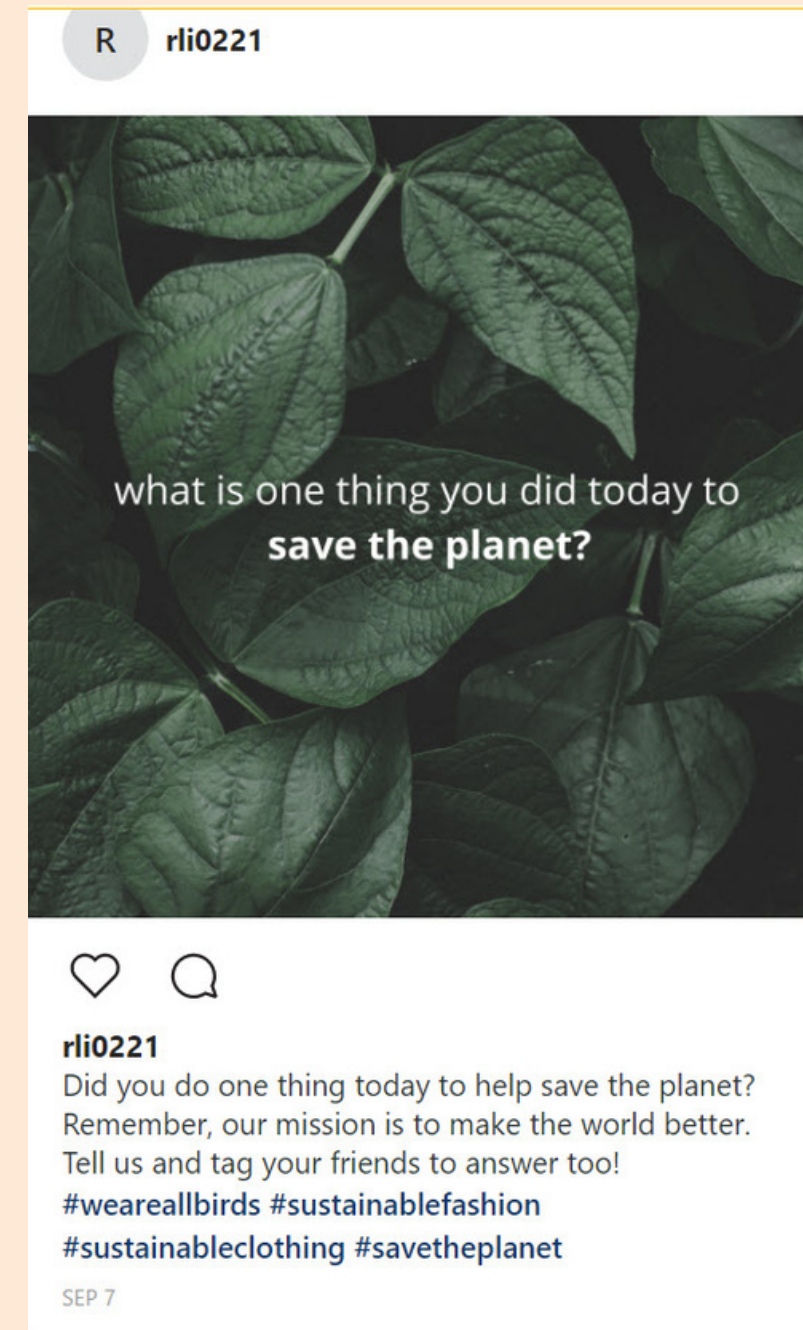 R rli0221
what is one thing you did today to
save the planet?
rli0221
Did you do one thing today to help save the planet?
Remember, our mission is to make the world better.
Tell us and tag your friends to answer too!
#weareallbirds #sustainablefashion
#sustainableclothing #savetheplanet
SEP 7